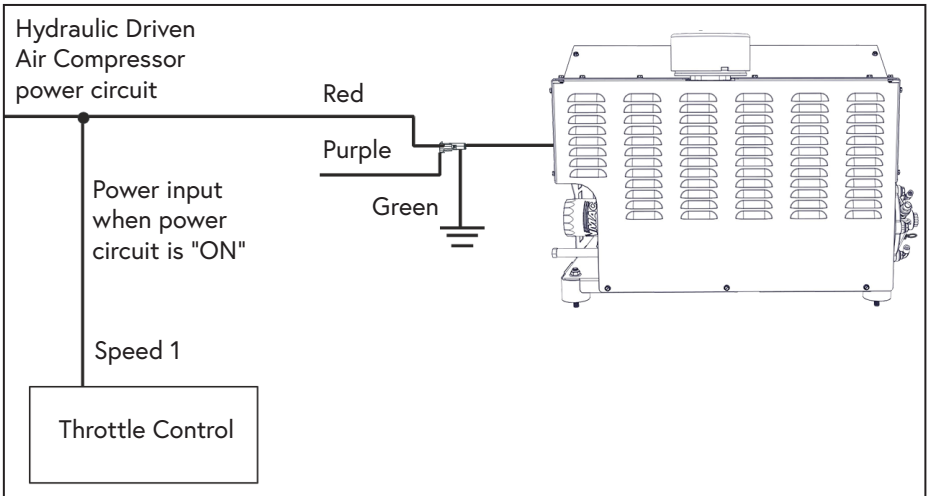 Hydraulic Driven
Air Compressor
power circuit
Red
Purple
Green
Power input
when power
circuit is "ON"
Speed 1
Throttle Control
VMAC